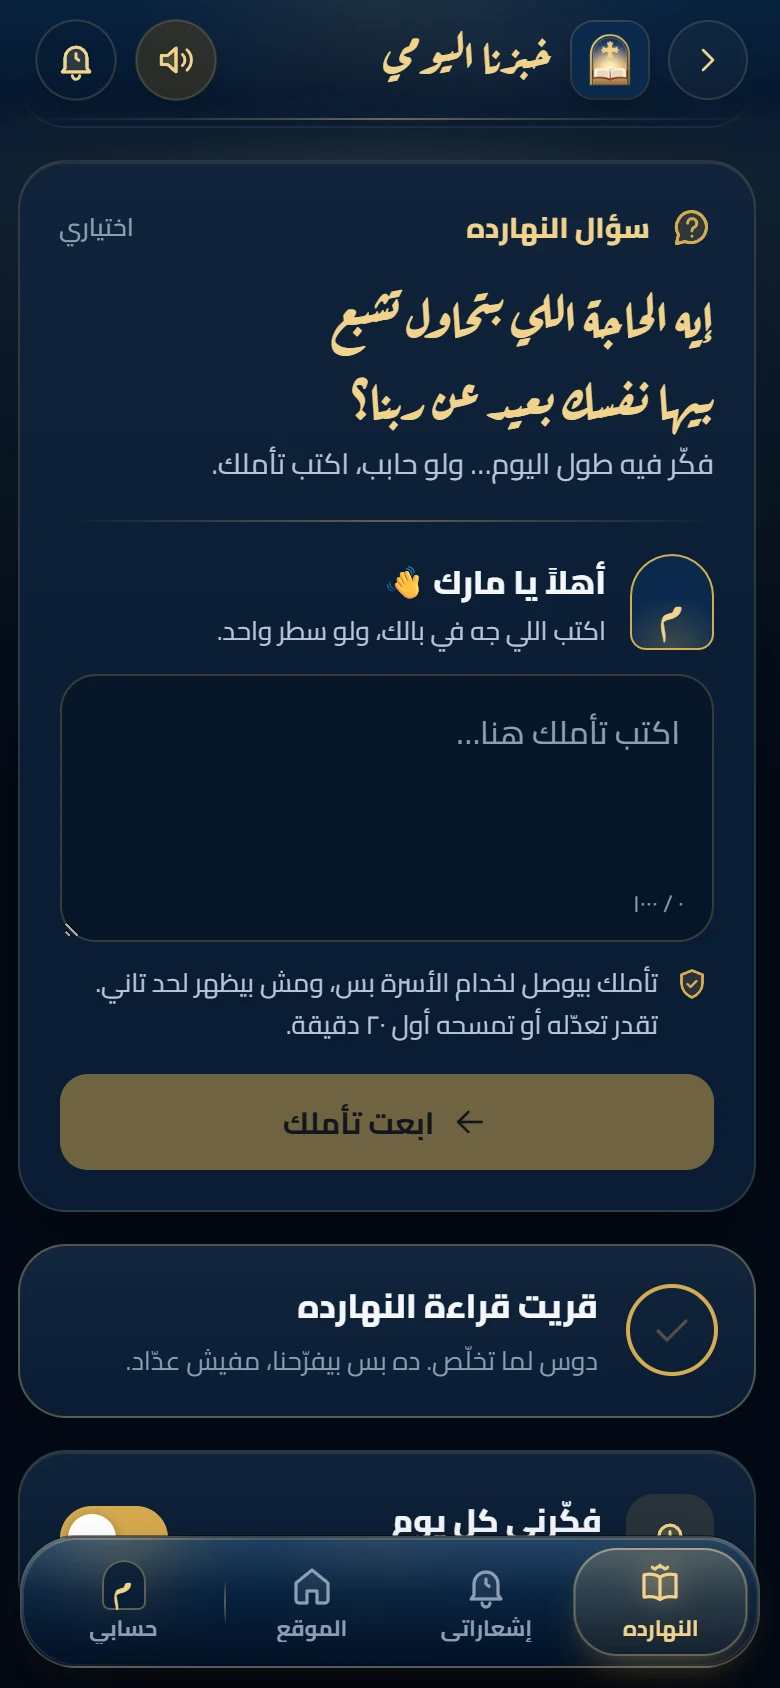 خبزنا اليومي
سؤال النهارده
اختياري
إيه الحاجة اللي بتحاول تشبع
بيها نفسك بعيد عن ربنا؟
فكّر فيه طول اليوم... ولو حابب، اكتب تأملك.
م
أهلاً يا مارك 👋
اكتب اللي جه في بالك، ولو سطر واحد.
اكتب تأملك هنا...
٠ / ١٠٠٠
تأملك بيوصل لخدام الأسرة بس، ومش بيظهر لحد تاني.
تقدر تعدّله أو تمسحه أول ٢٠ دقيقة.
ابعت تأملك
قريت قراءة النهارده
دوس لما تخلّص. ده بس بيفرّحنا، مفيش عدّاد.
فكّرني كل يوم
النهارده
إشعاراتي
الموقع
م
حسابي